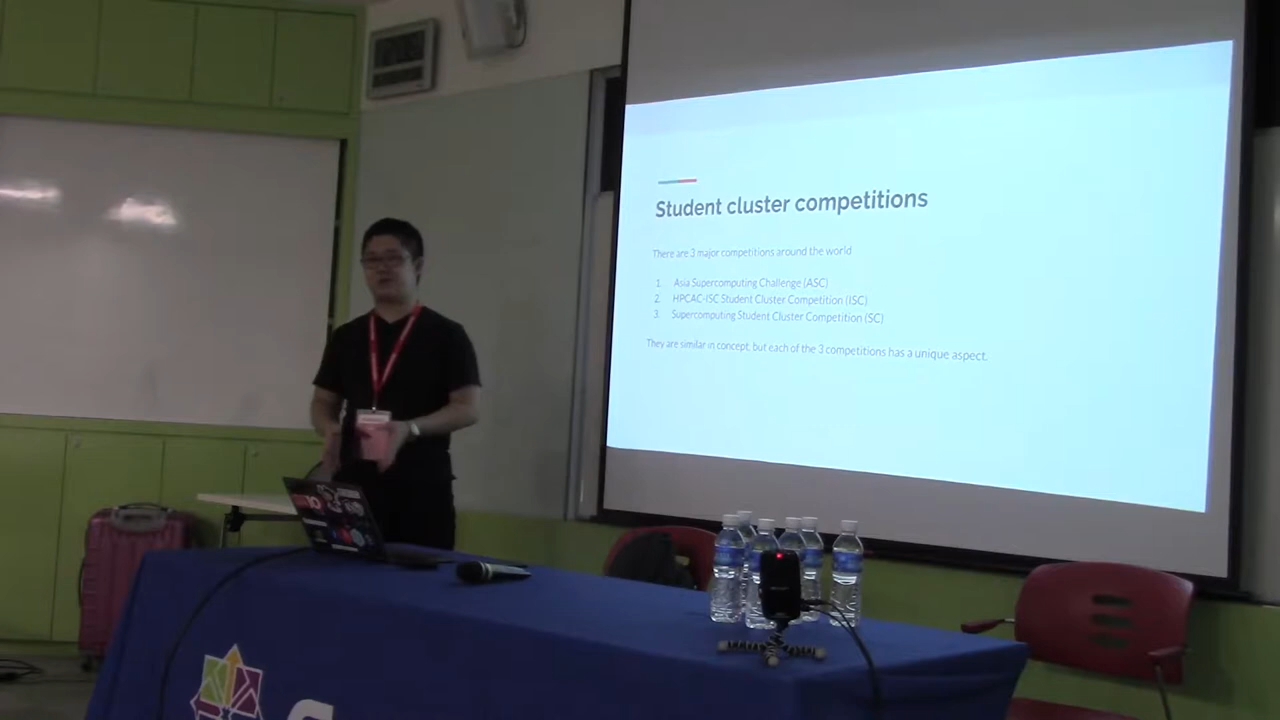 Student cluster competitions
There are 3 major competitions around the world
1. Asia Supercomputing Challenge (ASC)
2. HPCAC-ISC Student Cluster Competition (ISC)
3. Supercomputing Student Cluster Competition (SC)
They are similar in concept, but each of the 3 competitions has a unique aspect.